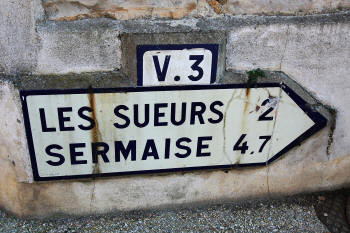 V.3
LES SUEURS 2
SERMAISE 4.7